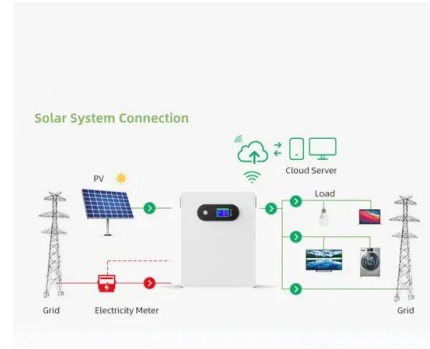 Solar System Connection
Cloud Server
PV
Load
Grid
Electricity Meter
Grid